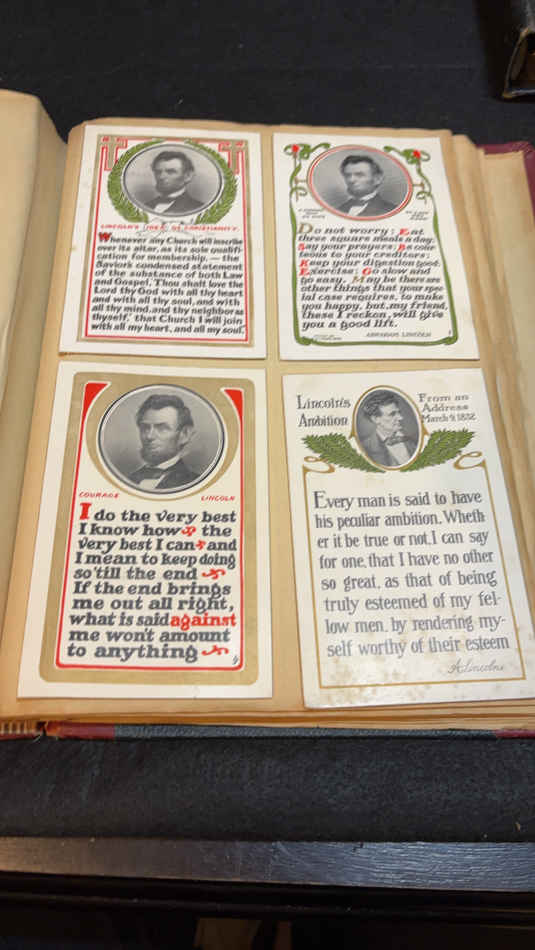 LINCOLN'S IDEA OF CHRISTIANITY.
Whenever any Church will inscribe
over its altar, as its sole qualifi-
cation for membership, — the
Savior's condensed statement
of the substance of both Law
and Gospel, 'Thou shalt love the
Lord thy God with all thy heart
and with all thy soul, and with
all thy mind, and thy neighbor as
thyself,' that Church I will join
with all my heart, and all my soul.
Do not worry; Eat
three square meals a day;
Say your prayers; Be cour
teous to your creditors;
Keep your digestion good;
Exercise; Go slow and
go easy. May be there are
other things that your spe
ial case requires, to make
you happy, but, my friend,
these I reckon, will give
you a good lift.
ABRAHAM LINCOLN
COURAGE
LINCOLN
I do the very best
I know how the
very best I can and
I mean to keep doing
so 'till the end
If the end brings
me out all right,
what is said against
me won't amount
to anything
Lincoln's
Ambition
From an
Address
March 9, 1832
Every man is said to have
his peculiar ambition. Wheth-
er it be true or not, I can say
for one, that I have no other
so great, as that of being
truly esteemed of my fel-
low men, by rendering my-
self worthy of their esteem
A. Lincoln